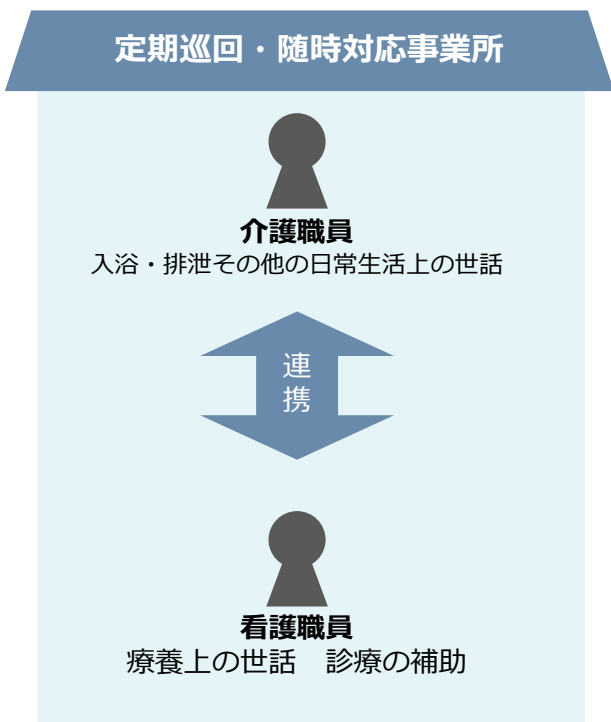 定期巡回・随時対応事業所
介護職員
入浴・排泄その他の日常生活上の世話
連
携
看護職員
療養上の世話　診療の補助